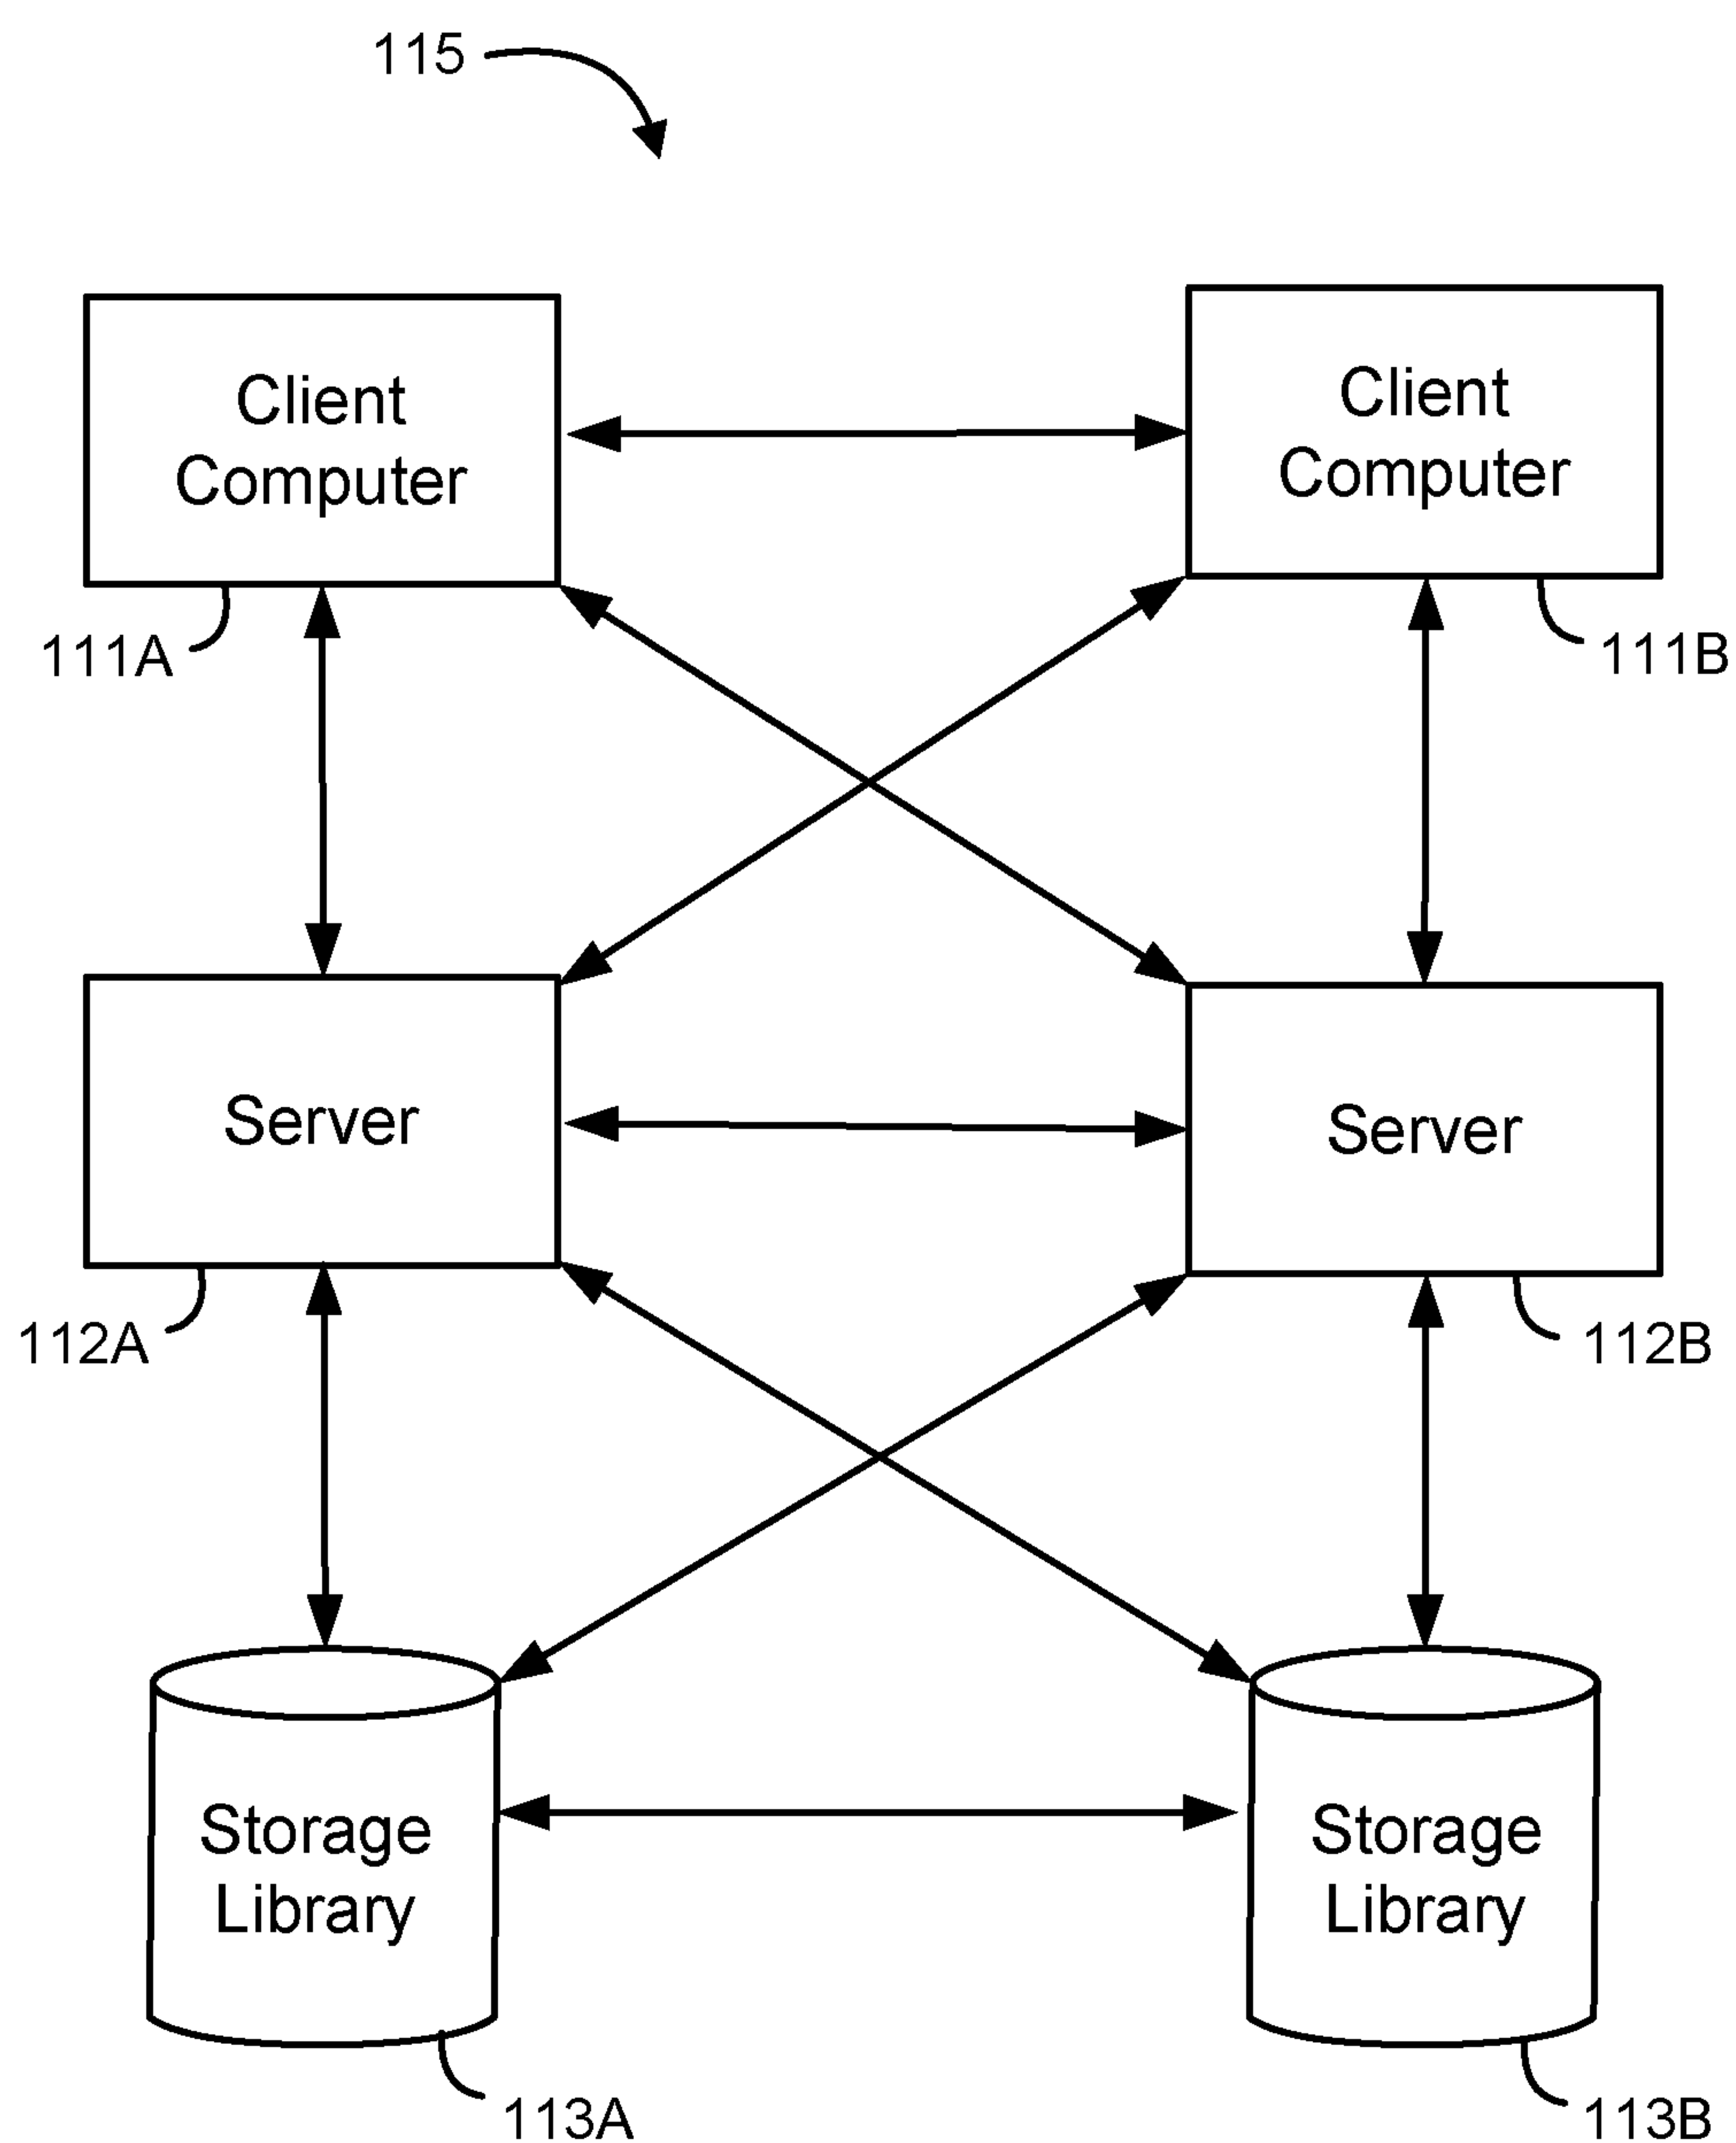 115
Client
Computer
Client
Computer
111A
111B
Server
Server
112A
112B
Storage
Library
Storage
Library
113A
113B